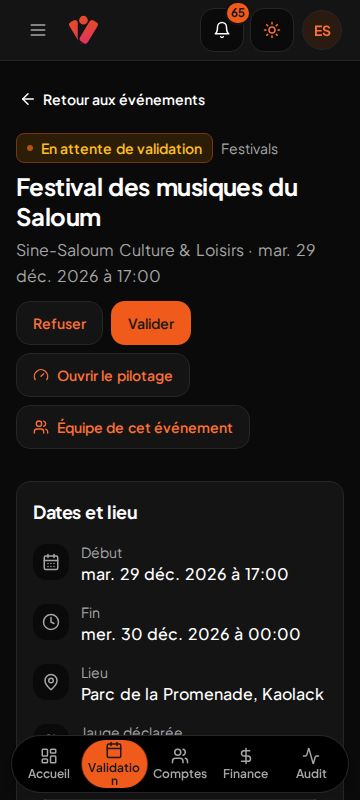 65
ES
Retour aux événements
En attente de validation Festivals
Festival des musiques du
Saloum
Sine-Saloum Culture & Loisirs · mar. 29
déc. 2026 à 17:00
Refuser Valider
Ouvrir le pilotage
Équipe de cet événement
Dates et lieu
Début
mar. 29 déc. 2026 à 17:00
Fin
mer. 30 déc. 2026 à 00:00
Lieu
Parc de la Promenade, Kaolack
Jauge déclarée
Accueil Validatio Comptes Finance Audit
n